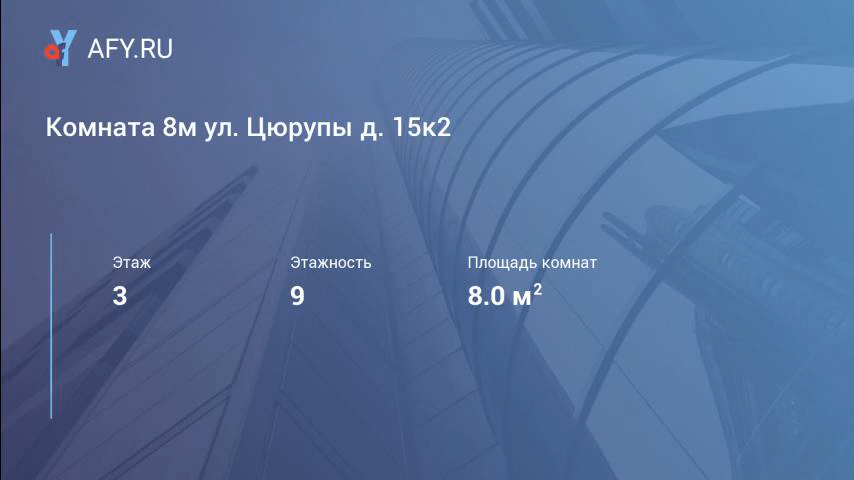 AFY.RU
Комната 8м ул. Цюрупы д. 15к2
Этаж
3
Этажность
9
Площадь комнат
8.0 м²